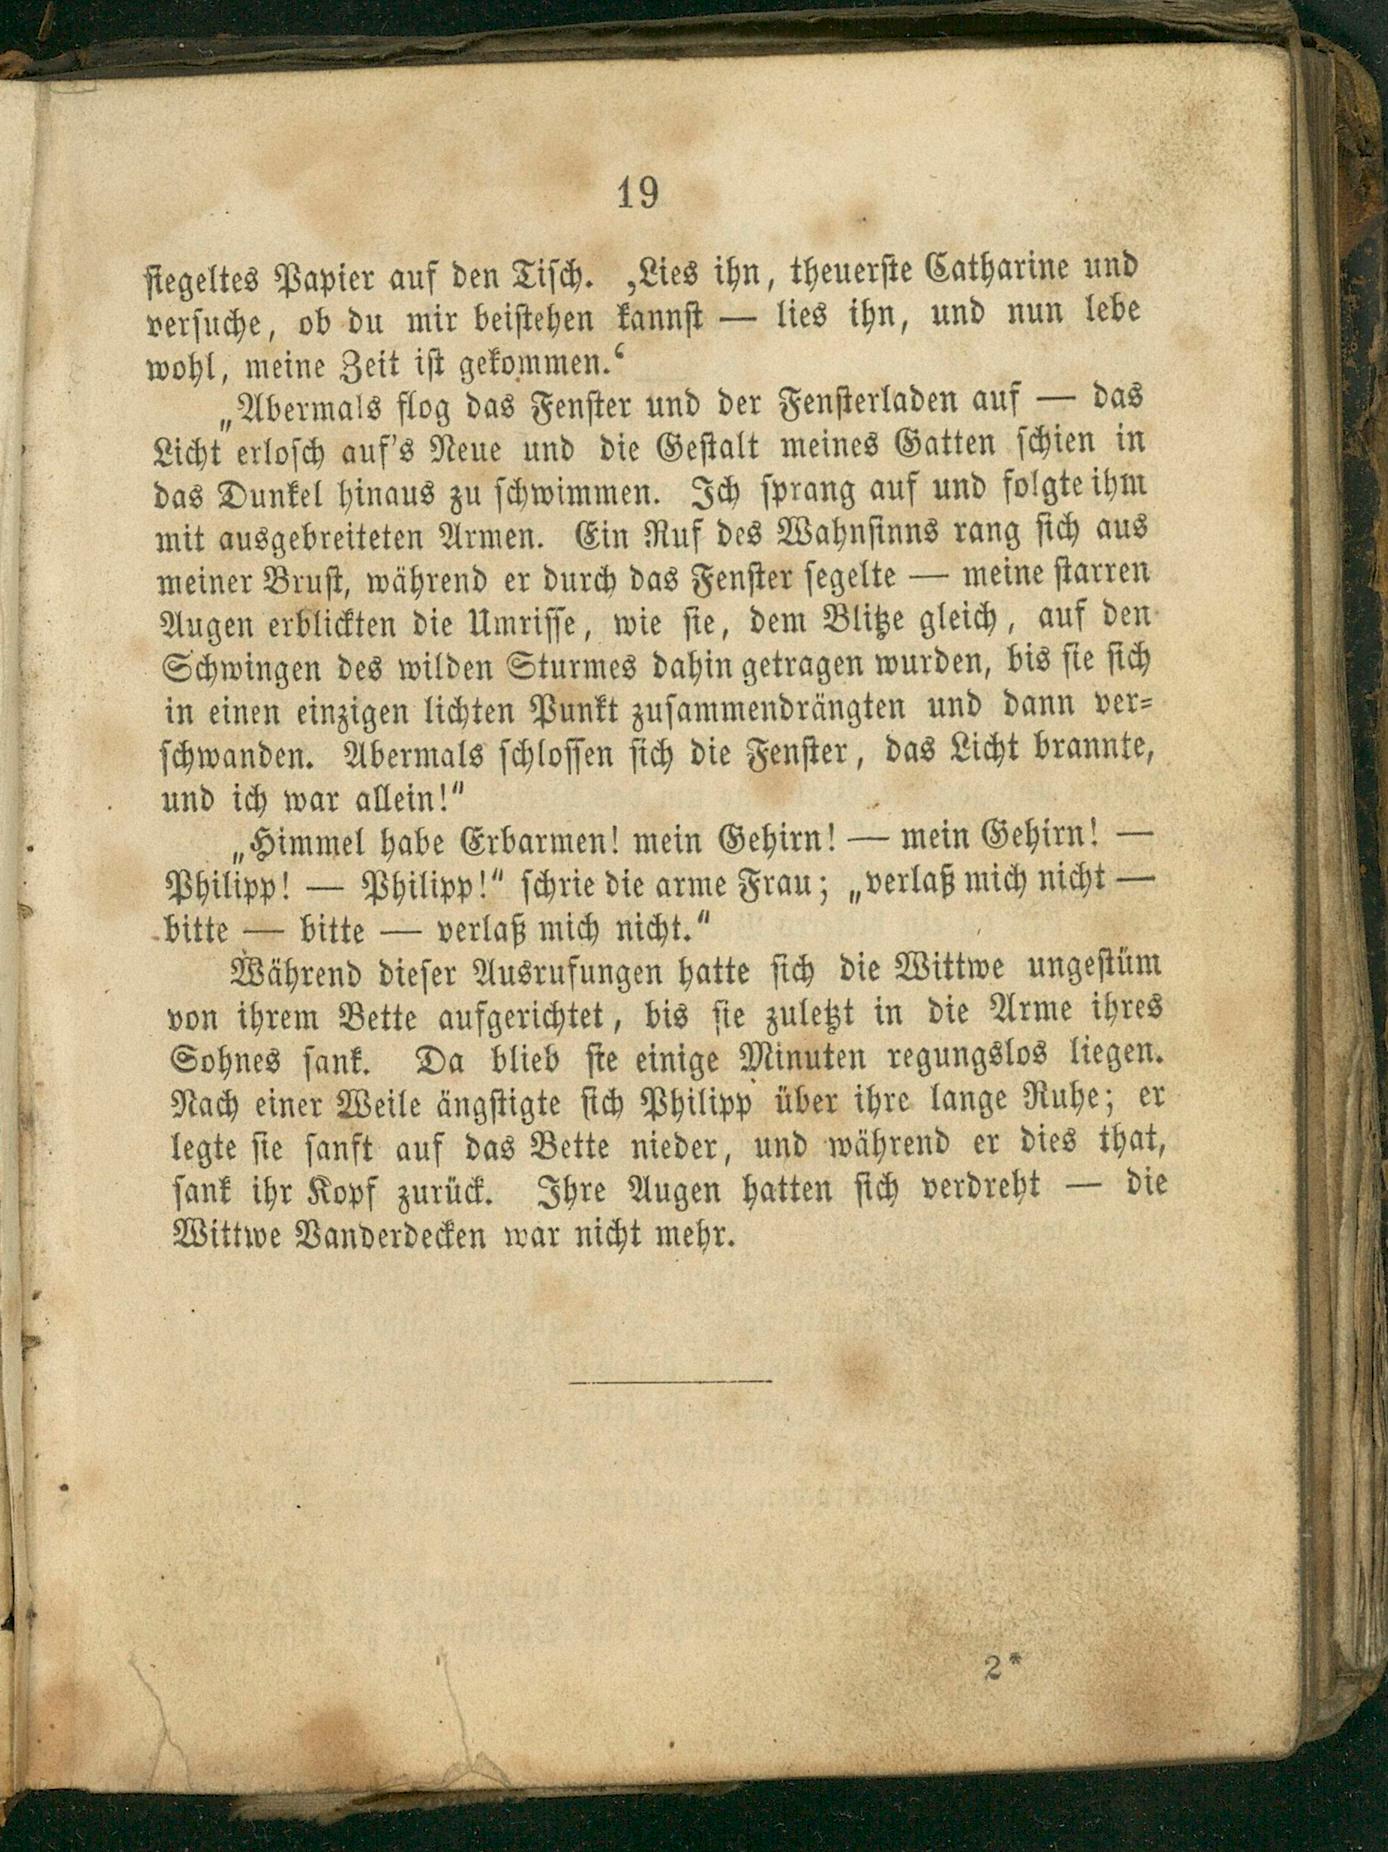 19
siegeltes Papier auf den Tisch. ‚Lies ihn, theuerste Catharine und
versuche, ob du mir beistehen kannst — lies ihn, und nun lebe
wohl, meine Zeit ist gekommen.‘
„Abermals flog das Fenster und der Fensterladen auf — das
Licht erlosch auf's Neue und die Gestalt meines Gatten schien in
das Dunkel hinaus zu schwimmen. Ich sprang auf und folgte ihm
mit ausgebreiteten Armen. Ein Ruf des Wahnsinns rang sich aus
meiner Brust, während er durch das Fenster segelte — meine starren
Augen erblickten die Umrisse, wie sie, dem Blitze gleich, auf den
Schwingen des wilden Sturmes dahin getragen wurden, bis sie sich
in einen einzigen lichten Punkt zusammendrängten und dann ver-
schwanden. Abermals schlossen sich die Fenster, das Licht brannte,
und ich war allein!“
„Himmel habe Erbarmen! mein Gehirn! — mein Gehirn! —
Philipp! — Philipp!“ schrie die arme Frau; „verlaß mich nicht —
bitte — bitte — verlaß mich nicht.“
Während dieser Ausrufungen hatte sich die Wittwe ungestüm
von ihrem Bette aufgerichtet, bis sie zuletzt in die Arme ihres
Sohnes sank. Da blieb sie einige Minuten regungslos liegen.
Nach einer Weile ängstigte sich Philipp über ihre lange Ruhe; er
legte sie sanft auf das Bette nieder, und während er dies that,
sank ihr Kopf zurück. Ihre Augen hatten sich verdreht — die
Wittwe Vanderdecken war nicht mehr.
2*